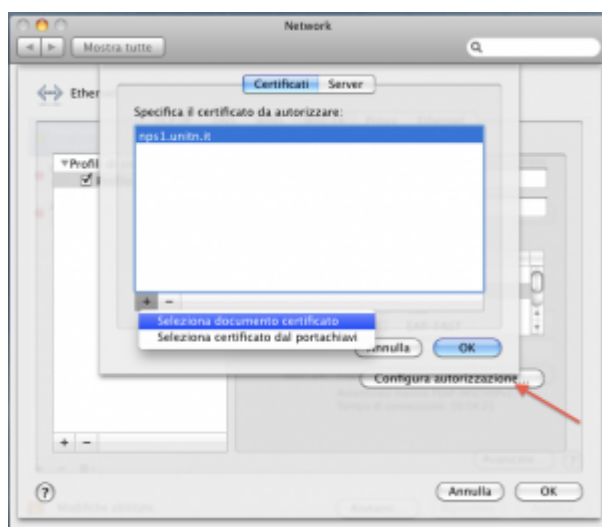 Network
Mostra tutte
Ether
Certificati Server
Specifica il certificato da autorizzare:
nps1.unitn.it
Profil
+ -
Seleziona documento certificato
Seleziona certificato dal portachiavi
Annulla OK
Configura autorizzazione...
+ -
? Annulla OK